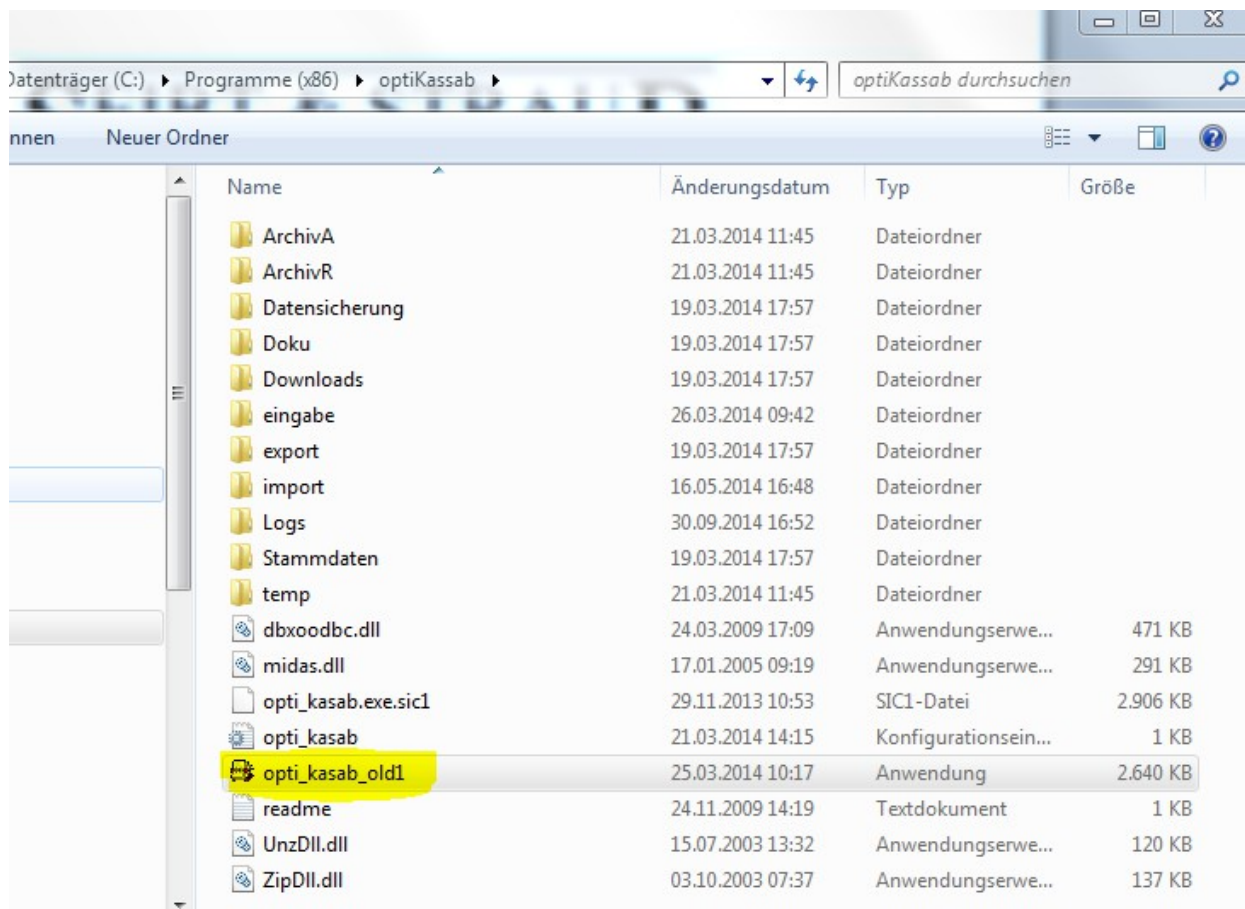 Datenträger (C:) ▸ Programme (x86) ▸ optiKassab ▸ optiKassab durchsuchen
nnen Neuer Ordner
Name Änderungsdatum Typ Größe
ArchivA 21.03.2014 11:45 Dateiordner
ArchivR 21.03.2014 11:45 Dateiordner
Datensicherung 19.03.2014 17:57 Dateiordner
Doku 19.03.2014 17:57 Dateiordner
Downloads 19.03.2014 17:57 Dateiordner
eingabe 26.03.2014 09:42 Dateiordner
export 19.03.2014 17:57 Dateiordner
import 16.05.2014 16:48 Dateiordner
Logs 30.09.2014 16:52 Dateiordner
Stammdaten 19.03.2014 17:57 Dateiordner
temp 21.03.2014 11:45 Dateiordner
dbxoodbc.dll 24.03.2009 17:09 Anwendungserwe... 471 KB
midas.dll 17.01.2005 09:19 Anwendungserwe... 291 KB
opti_kasab.exe.sic1 29.11.2013 10:53 SIC1-Datei 2.906 KB
opti_kasab 21.03.2014 14:15 Konfigurationsein... 1 KB
opti_kasab_old1 25.03.2014 10:17 Anwendung 2.640 KB
readme 24.11.2009 14:19 Textdokument 1 KB
UnzDll.dll 15.07.2003 13:32 Anwendungserwe... 120 KB
ZipDll.dll 03.10.2003 07:37 Anwendungserwe... 137 KB